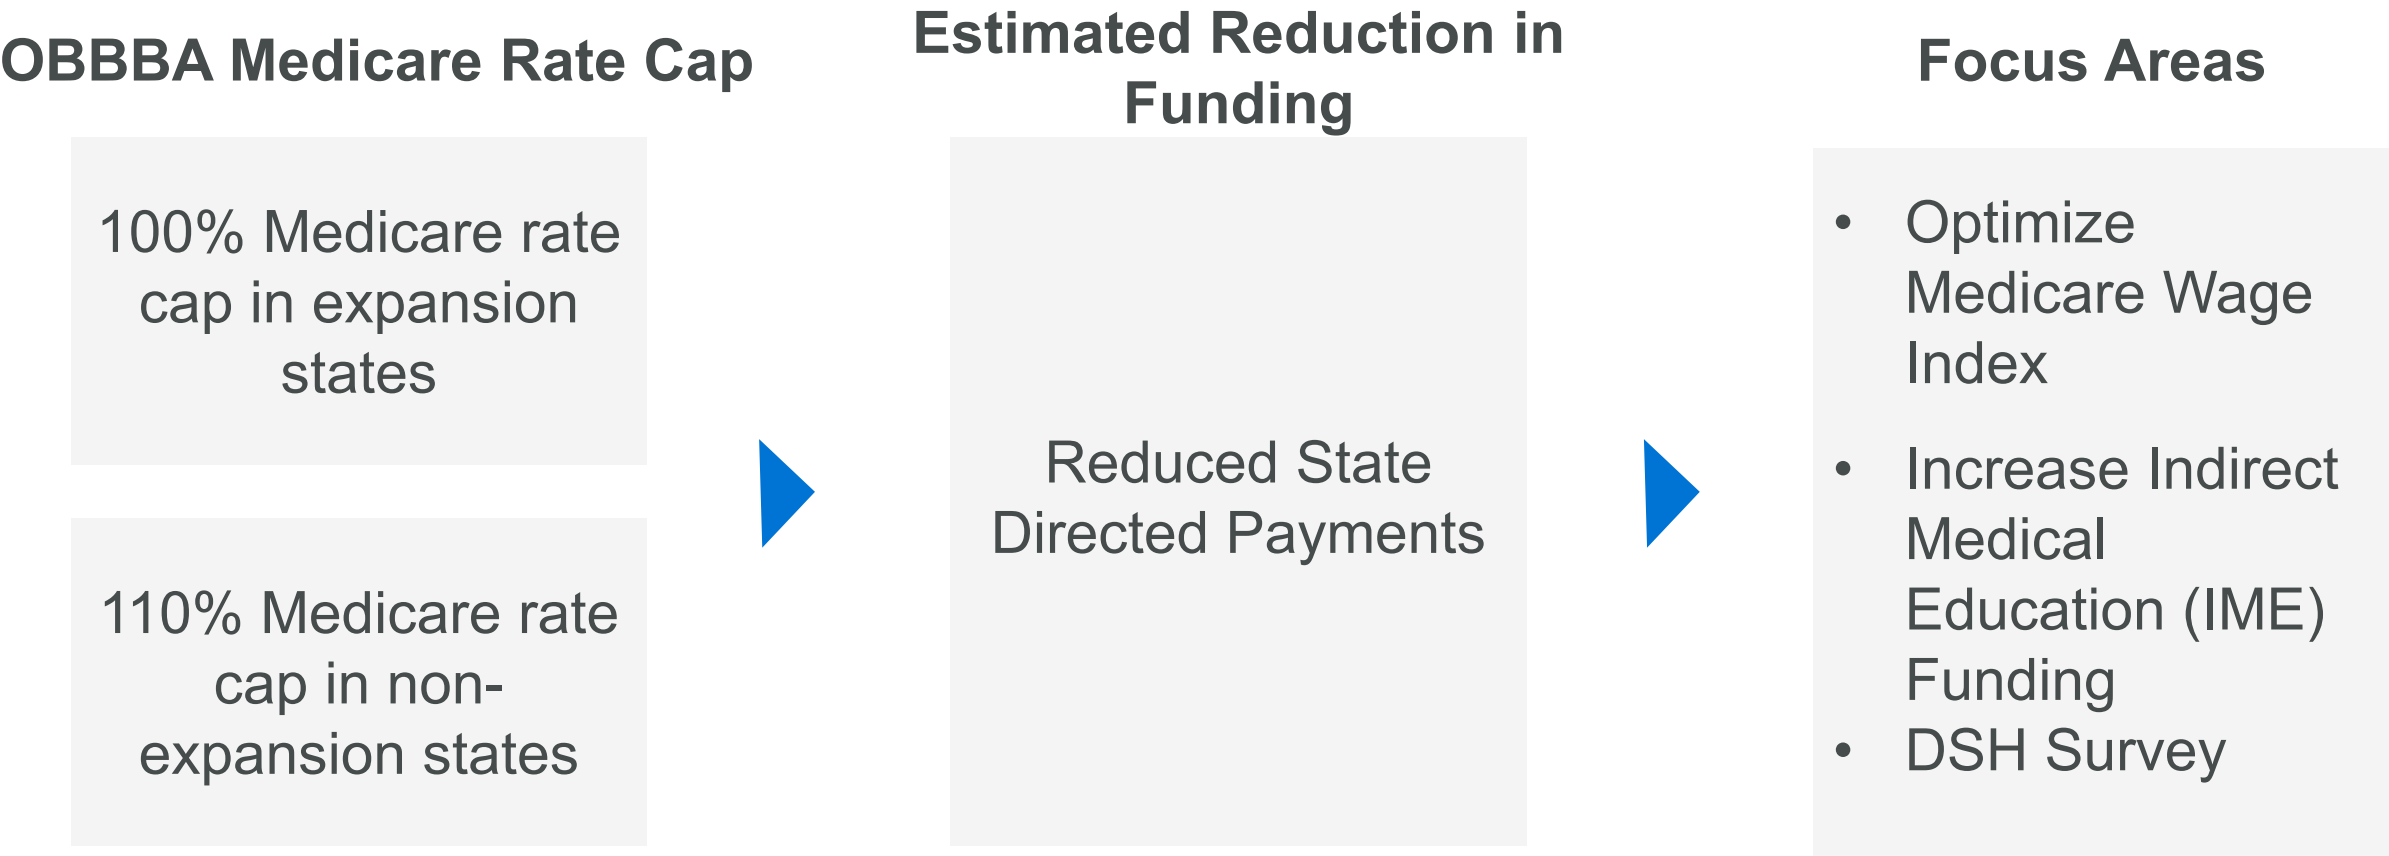 OBBBA Medicare Rate Cap
100% Medicare rate
cap in expansion
states
110% Medicare rate
cap in non-
expansion states
Estimated Reduction in
Funding
Reduced State
Directed Payments
Focus Areas
• Optimize
Medicare Wage
Index
• Increase Indirect
Medical
Education (IME)
Funding
• DSH Survey